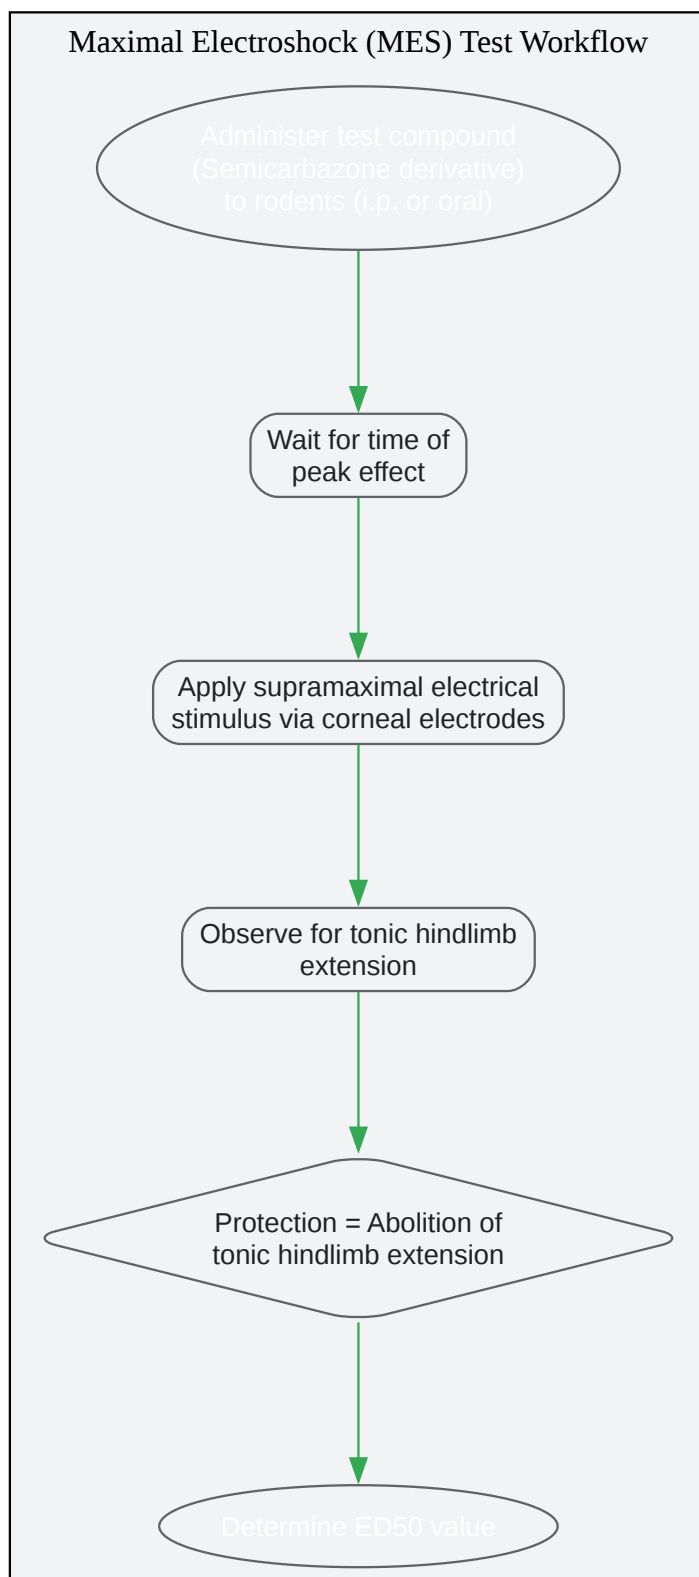 Maximal Electroshock (MES) Test Workflow
Administer test compound
(Semicarbazone derivative)
to rodents (i.p. or oral)
Wait for time of
peak effect
Apply supramaximal electrical
stimulus via corneal electrodes
Observe for tonic hindlimb
extension
Protection = Abolition of
tonic hindlimb extension
Determine ED50 value